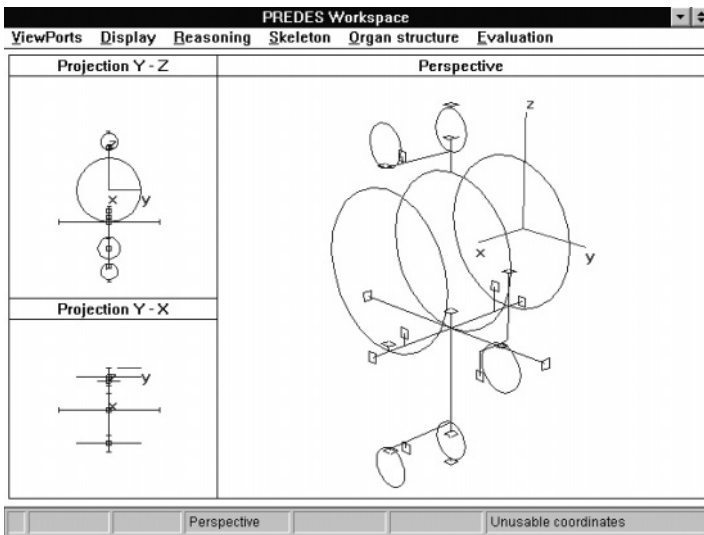 PREDES Workspace
ViewPorts Display Reasoning Skeleton Organ structure Evaluation
Projection Y - Z
Perspective
z
x y
z
x
y
Projection Y - X
y
x
Perspective
Unusable coordinates